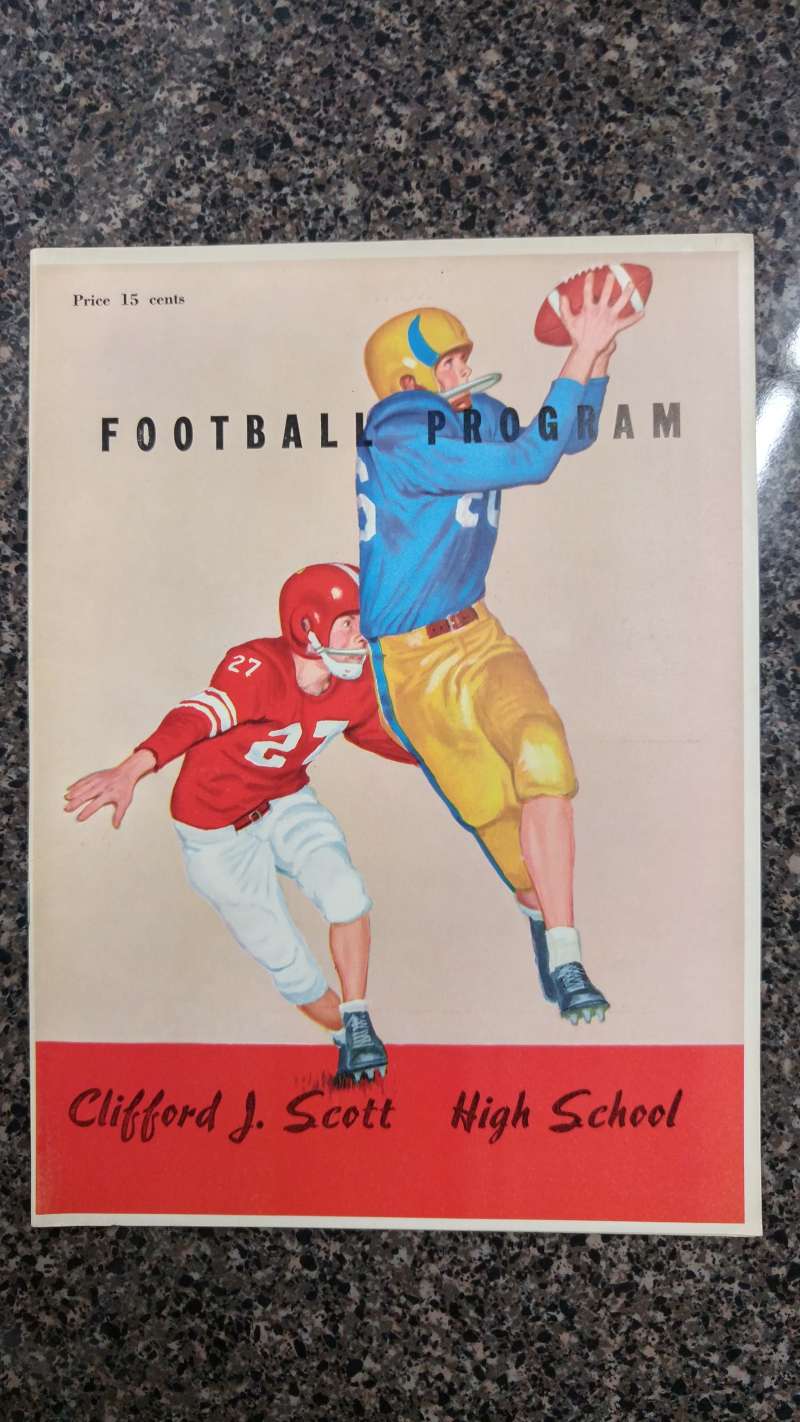 Price 15 cents
FOOTBALL PROGRAM
27
27
Clifford J. Scott High School